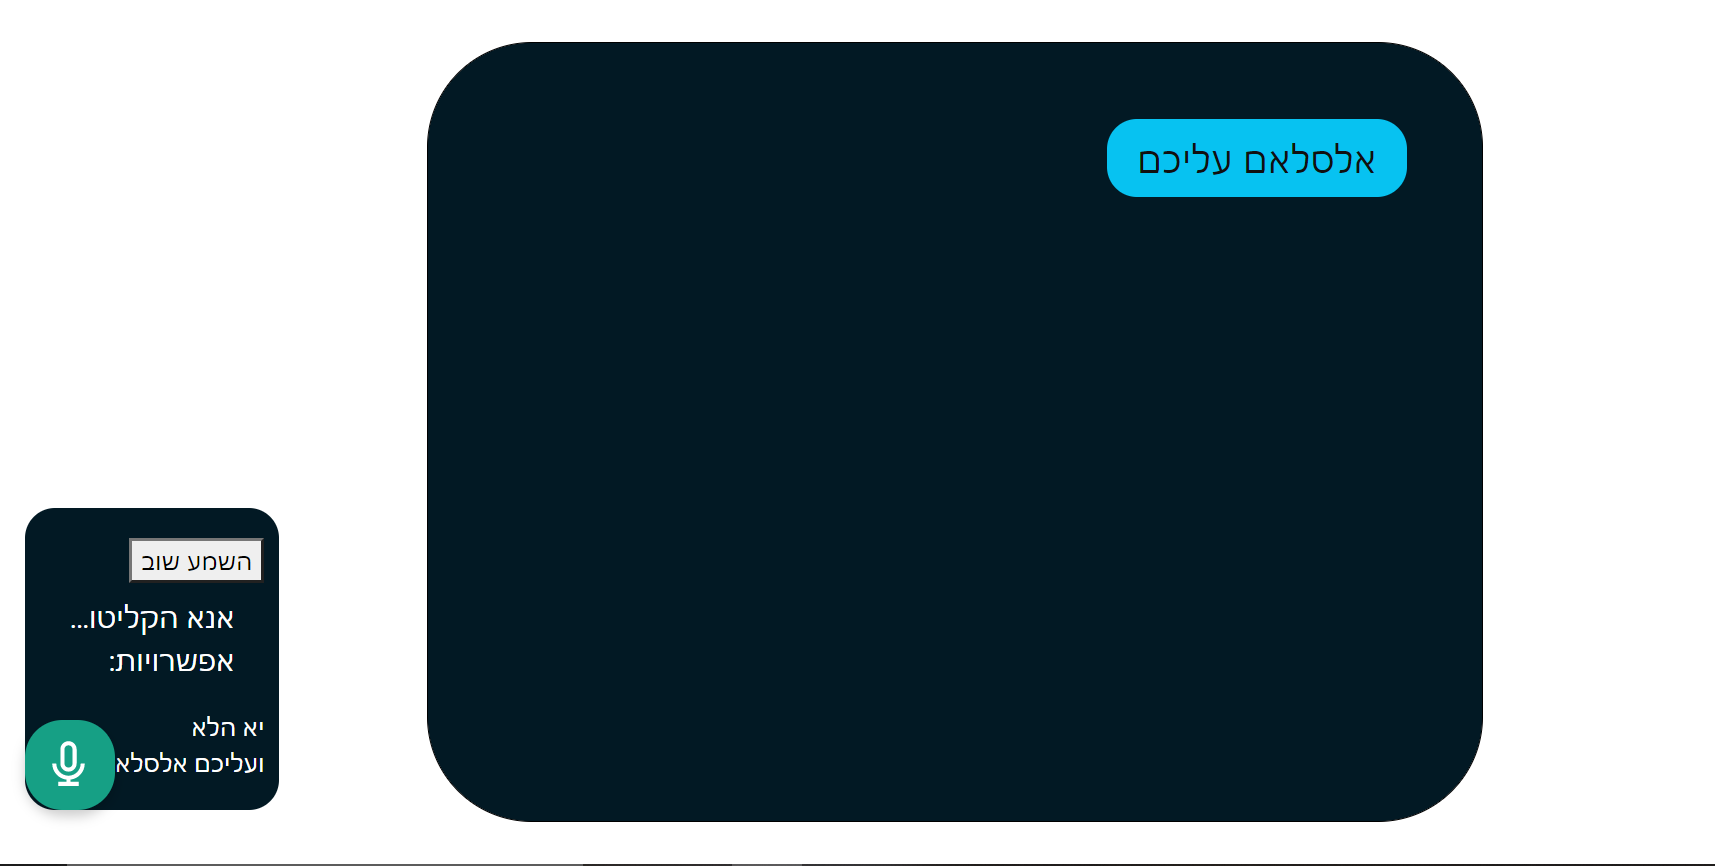 אלסלאם עליכם
השמע שוב
אנא הקליטו...
אפשרויות:
יא הלא
ועליכם אלסלא